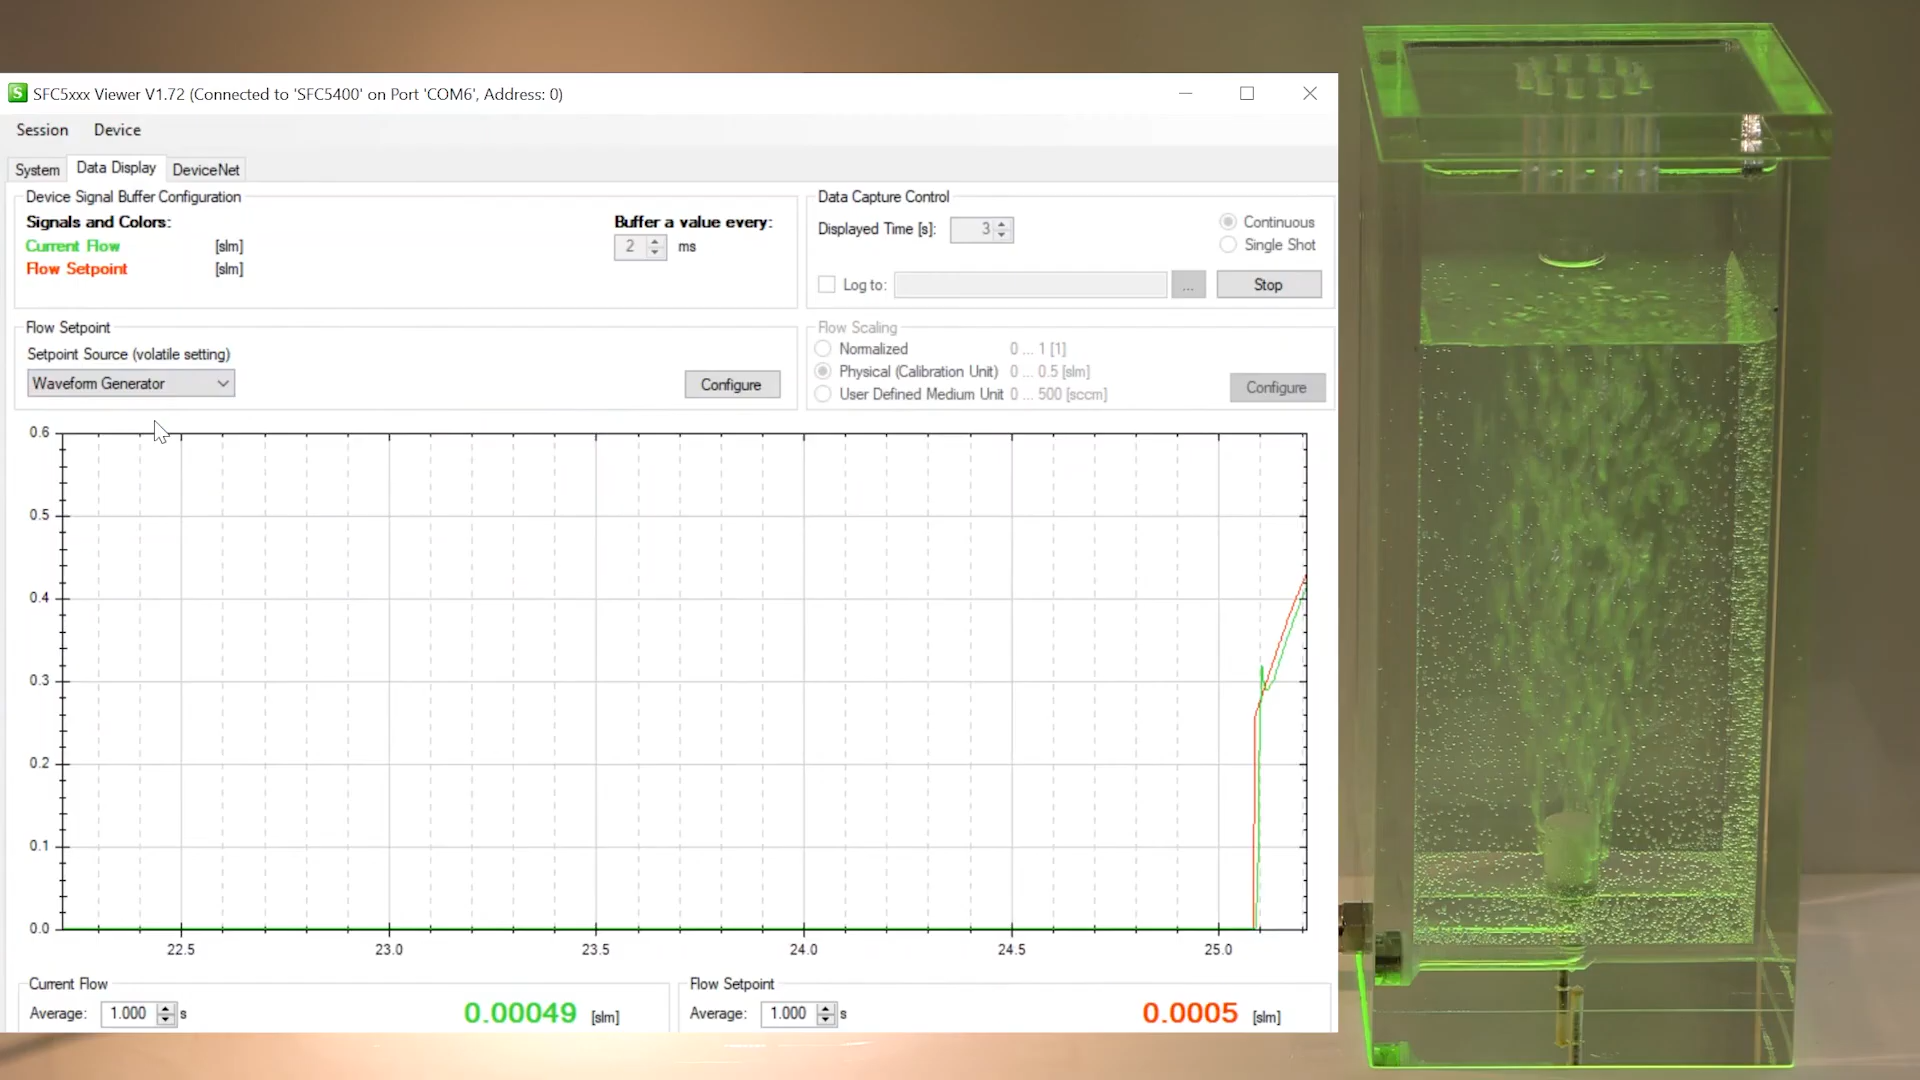 SFC5xxx Viewer V1.72 (Connected to 'SFC5400' on Port 'COM6', Address: 0)
Session Device
System Data Display DeviceNet
Device Signal Buffer Configuration
Signals and Colors:
Buffer a value every:
Current Flow [slm]
2 ms
Flow Setpoint [slm]
Data Capture Control
Displayed Time [s]: 3
Continuous
Single Shot
Log to: ... Stop
Flow Setpoint
Setpoint Source (volatile setting)
Waveform Generator
Configure
Flow Scaling
Normalized 0 ... 1 [1]
Physical (Calibration Unit) 0 ... 0.5 [slm]
User Defined Medium Unit 0 ... 500 [sccm]
Configure
0.6
0.5
0.4
0.3
0.2
0.1
0.0
22.5 23.0 23.5 24.0 24.5 25.0
Current Flow
Average: 1.000 s 0.00049 [slm]
Flow Setpoint
Average: 1.000 s 0.0005 [slm]